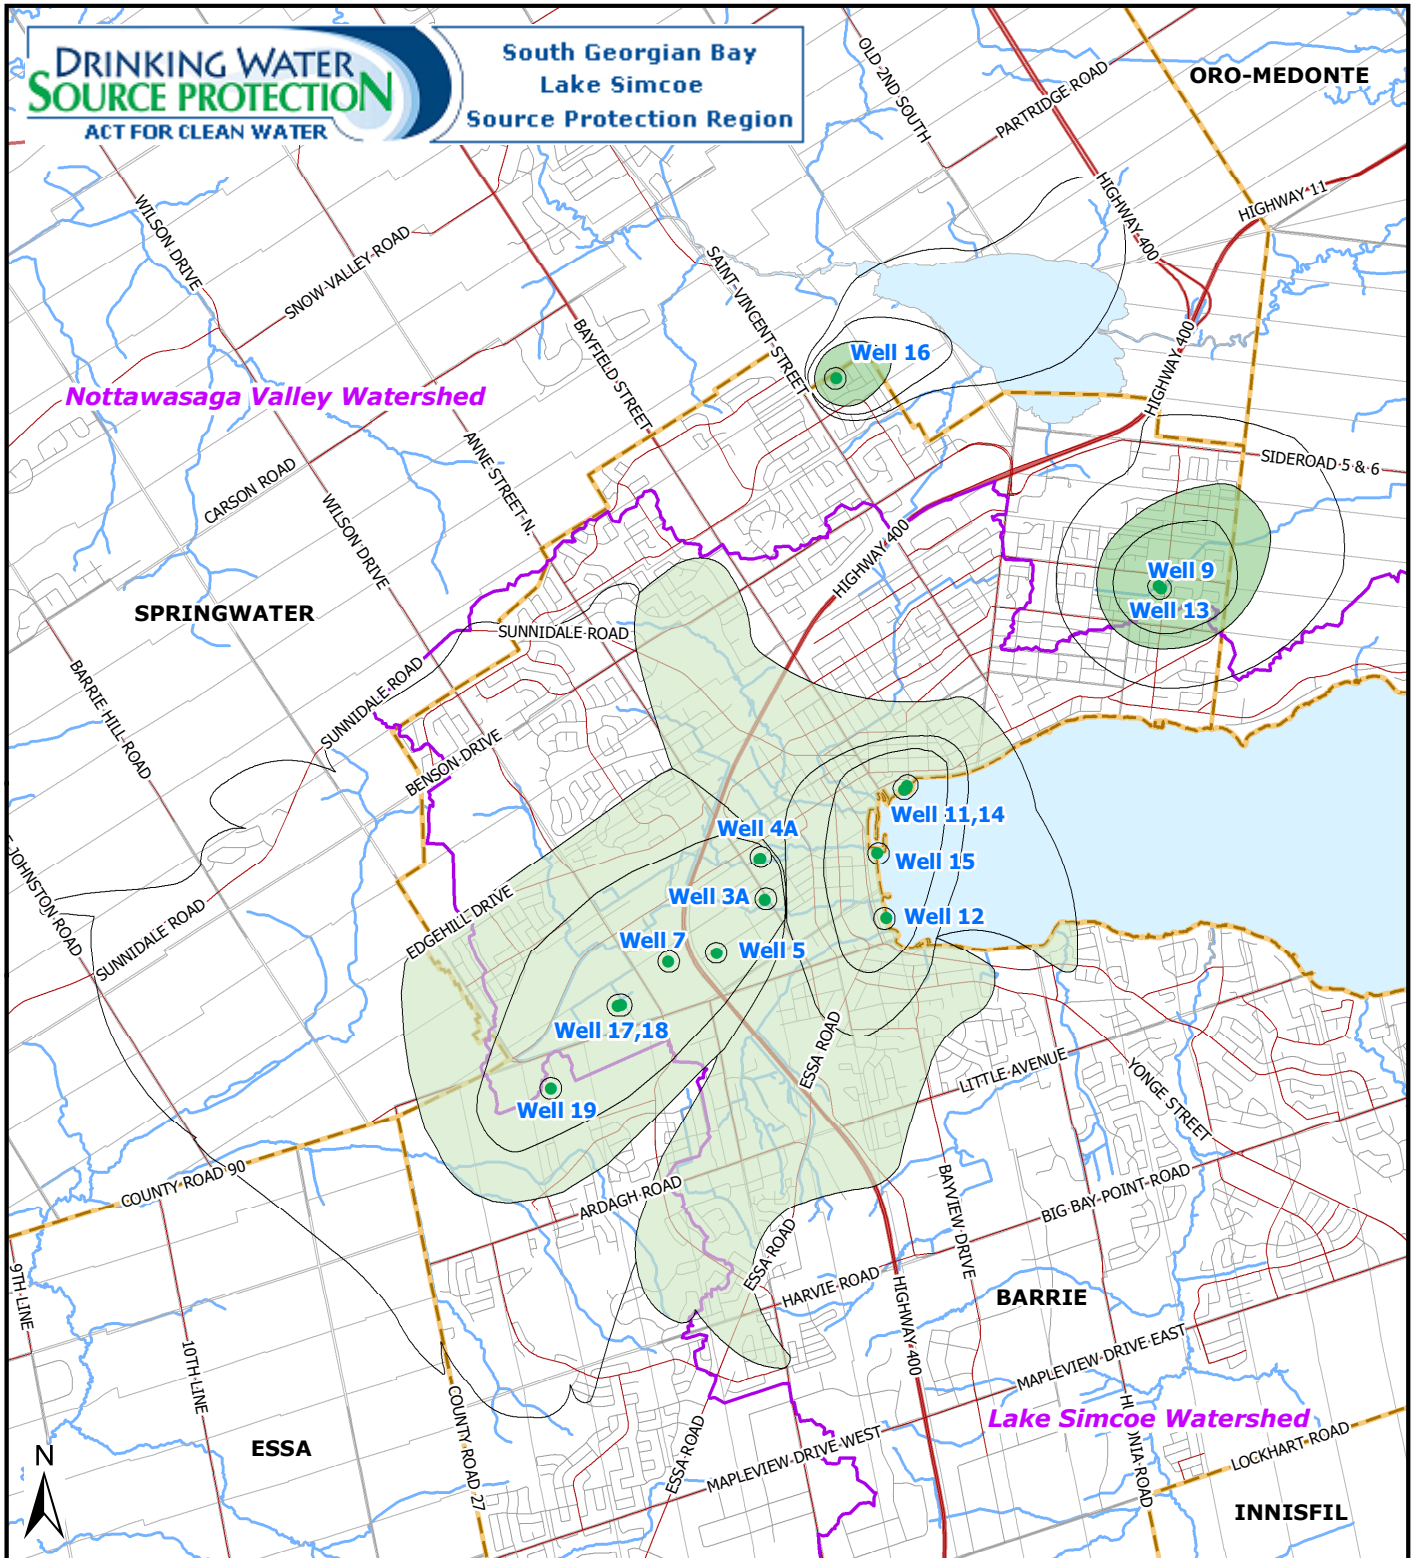 DRINKING WATER
SOURCE PROTECTION
ACT FOR CLEAN WATER
South Georgian Bay
Lake Simcoe
Source Protection Region
OLD 2ND SOUTH
PARTRIDGE ROAD
ORO-MEDONTE
HIGHWAY 400
HIGHWAY 11
WILSON DRIVE
SNOW VALLEY ROAD
SAINT VINCENT STREET
BAYFIELD STREET
HIGHWAY 400
Well 16
Nottawasaga Valley Watershed
ANNE STREET N.
CARSON ROAD
WILSON DRIVE
SIDEROAD 5 & 6
HIGHWAY 400
Well 9
Well 13
SPRINGWATER
SUNNIDALE ROAD
SUNNIDALE ROAD
BARRIE HILL ROAD
BENSON DRIVE
Well 11,14
Well 4A
Well 15
JOHNSTON ROAD
SUNNIDALE ROAD
EDGEHILL DRIVE
Well 3A
Well 12
Well 7
Well 5
Well 17,18
ESSA ROAD
LITTLE AVENUE
YONGE STREET
Well 19
COUNTY ROAD 90
ARDAGH ROAD
BAYVIEW DRIVE
BIG BAY POINT ROAD
ESSA ROAD
HARVIE ROAD
9TH LINE
HIGHWAY 400
BARRIE
10TH LINE
MAPLEVIEW DRIVE EAST
COUNTY ROAD 27
Lake Simcoe Watershed
ESSA
ESSA ROAD
MAPLEVIEW DRIVE WEST
LOCKHART ROAD
N
INNISFIL